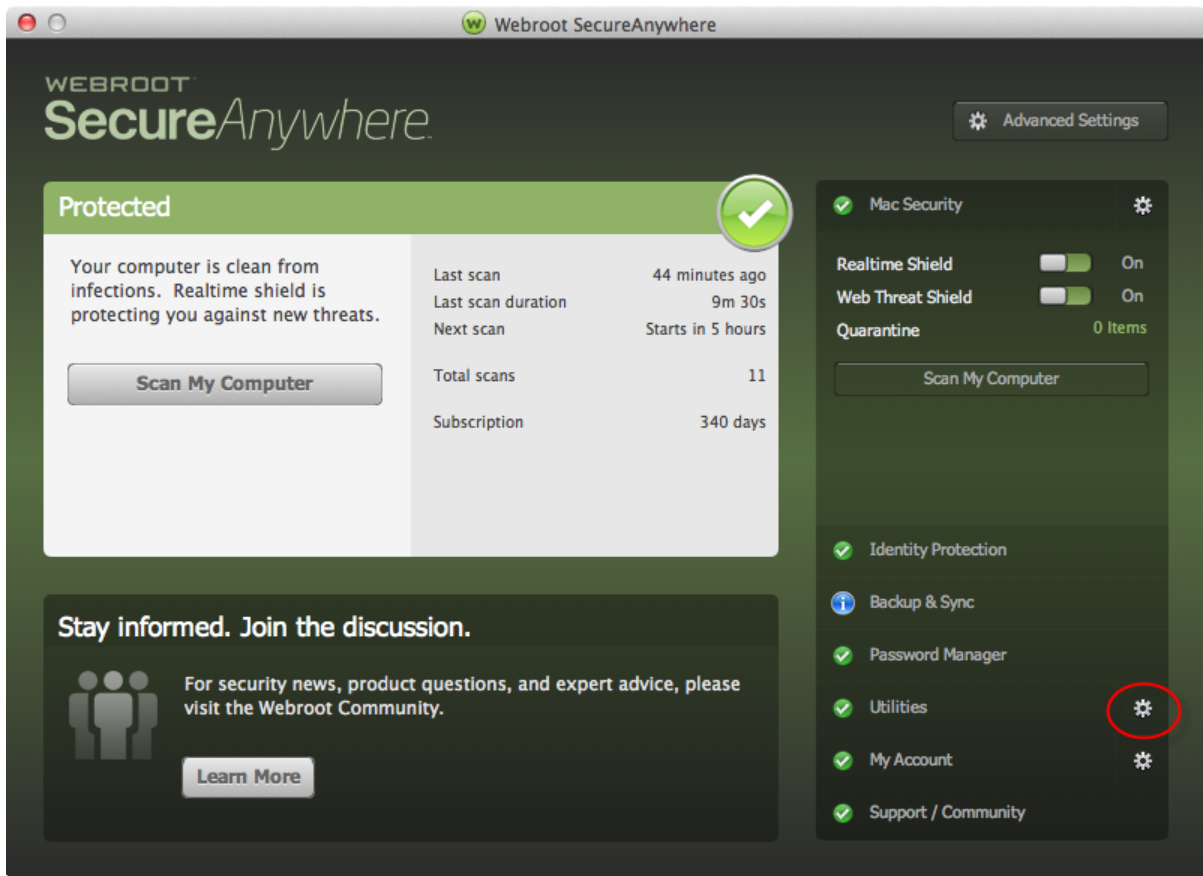 Webroot SecureAnywhere
WEBROOT
SecureAnywhere
Advanced Settings
Protected
Your computer is clean from
infections. Realtime shield is
protecting you against new threats.
Scan My Computer
Last scan 44 minutes ago
Last scan duration 9m 30s
Next scan Starts in 5 hours
Total scans 11
Subscription 340 days
Stay informed. Join the discussion.
For security news, product questions, and expert advice, please
visit the Webroot Community.
Learn More
Mac Security
Realtime Shield On
Web Threat Shield On
Quarantine 0 Items
Scan My Computer
Identity Protection
Backup & Sync
Password Manager
Utilities
My Account
Support / Community